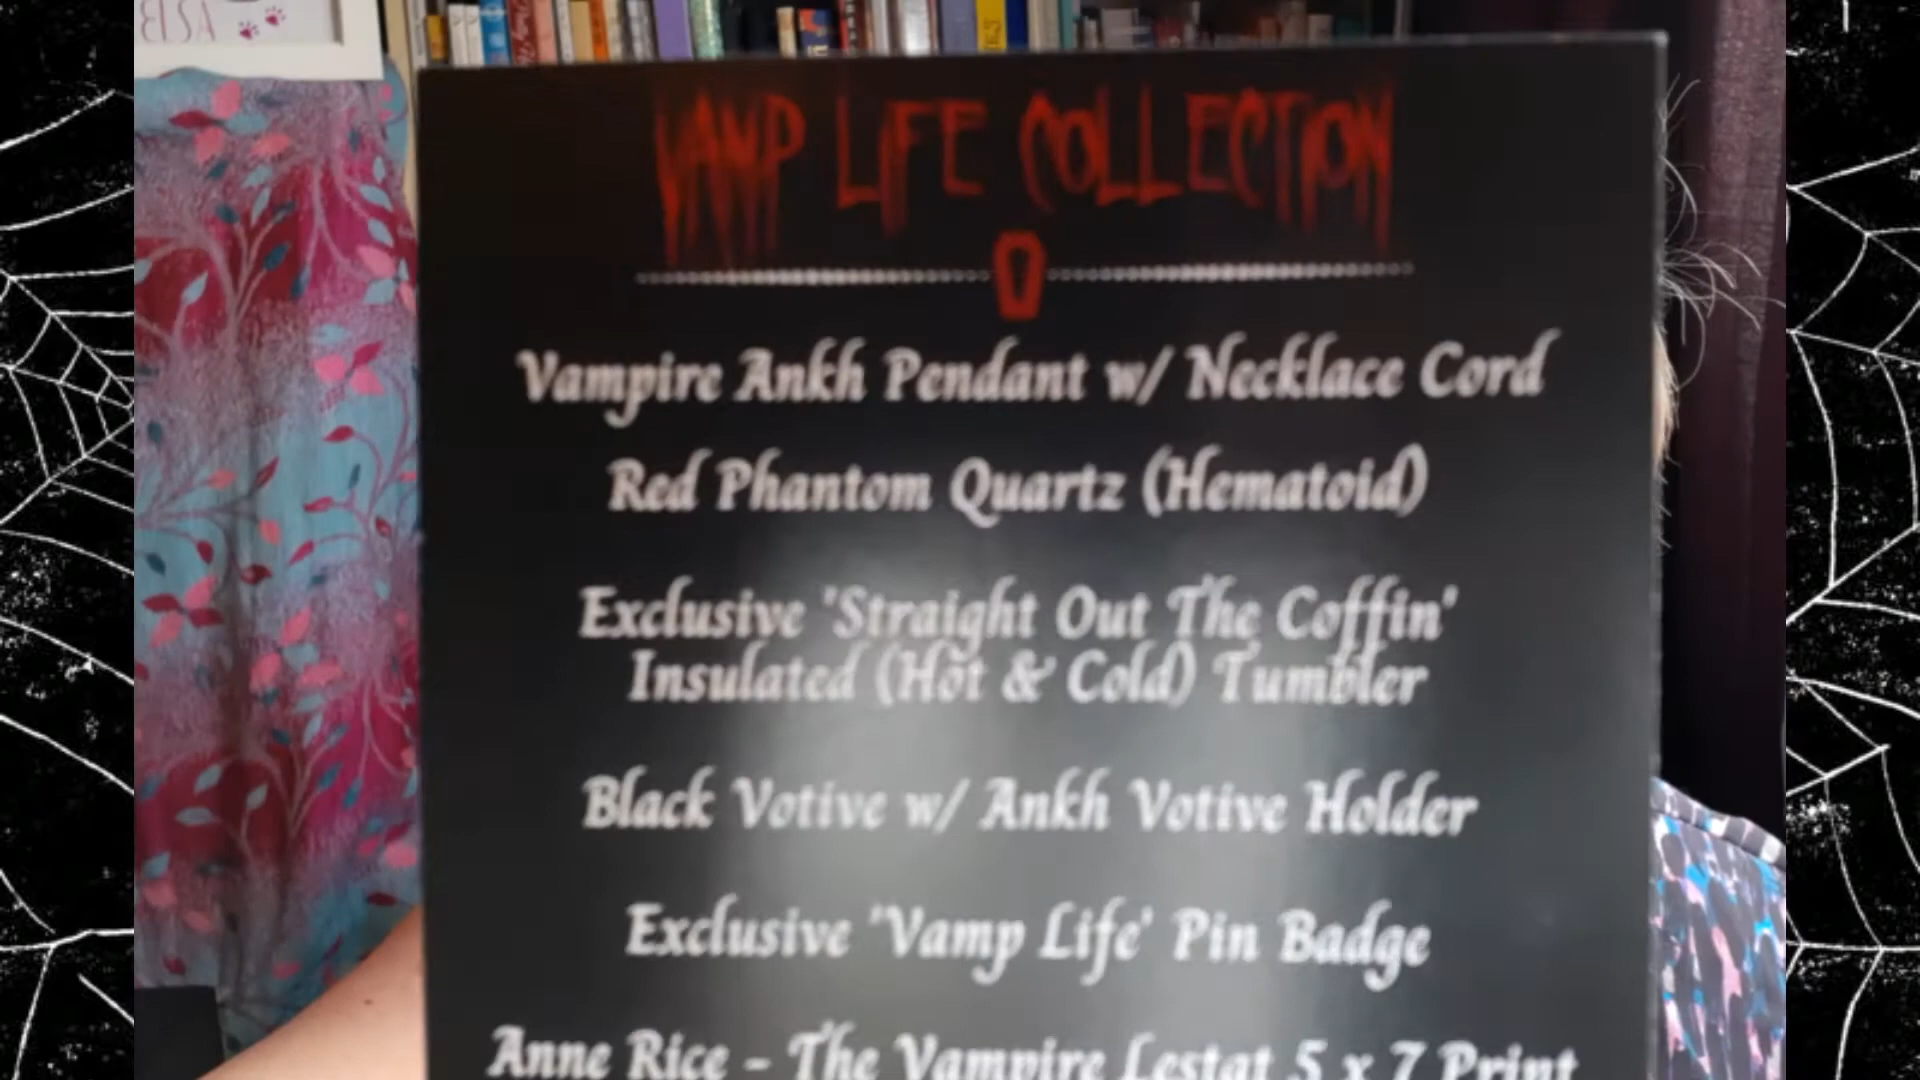 ELSA
VAMP LIFE COLLECTION
Vampire Ankh Pendant w/ Necklace Cord
Red Phantom Quartz (Hematoid)
Exclusive 'Straight Out The Coffin'
Insulated (Hot & Cold) Tumbler
Black Votive w/ Ankh Votive Holder
Exclusive 'Vamp Life' Pin Badge
Anne Rice - The Vampire Lestat 5 x 7 Print